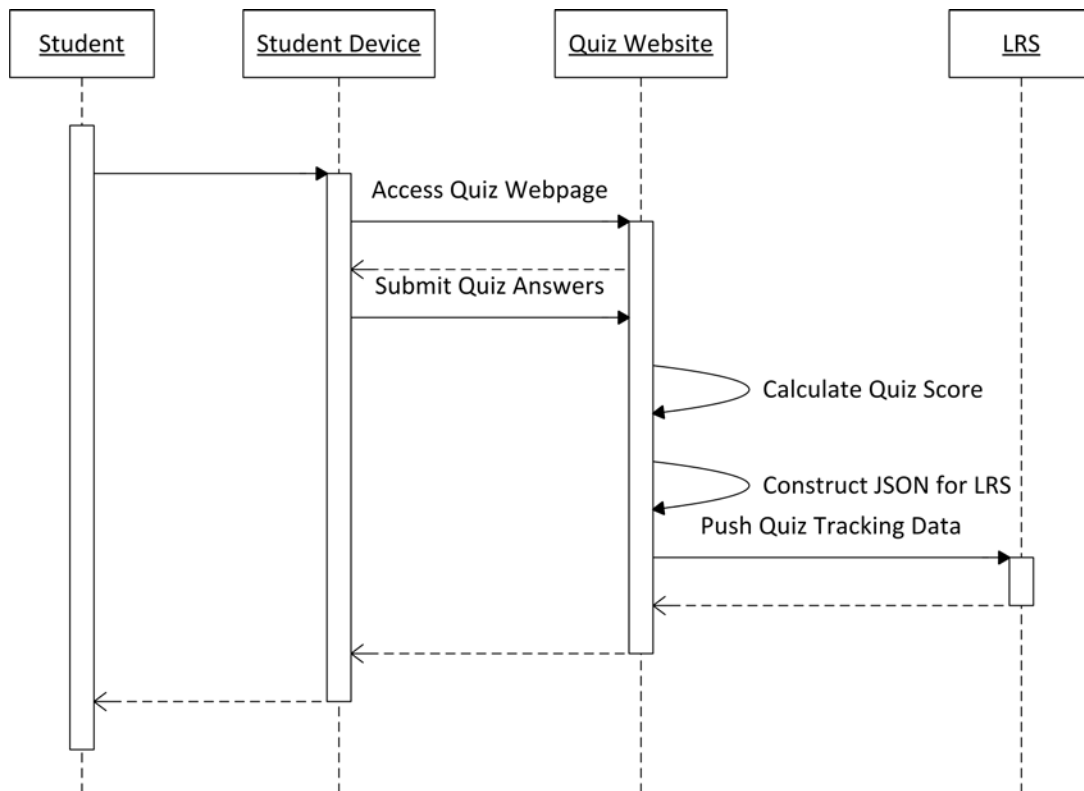 Student
Student Device
Quiz Website
LRS
Access Quiz Webpage
Submit Quiz Answers
Calculate Quiz Score
Construct JSON for LRS
Push Quiz Tracking Data